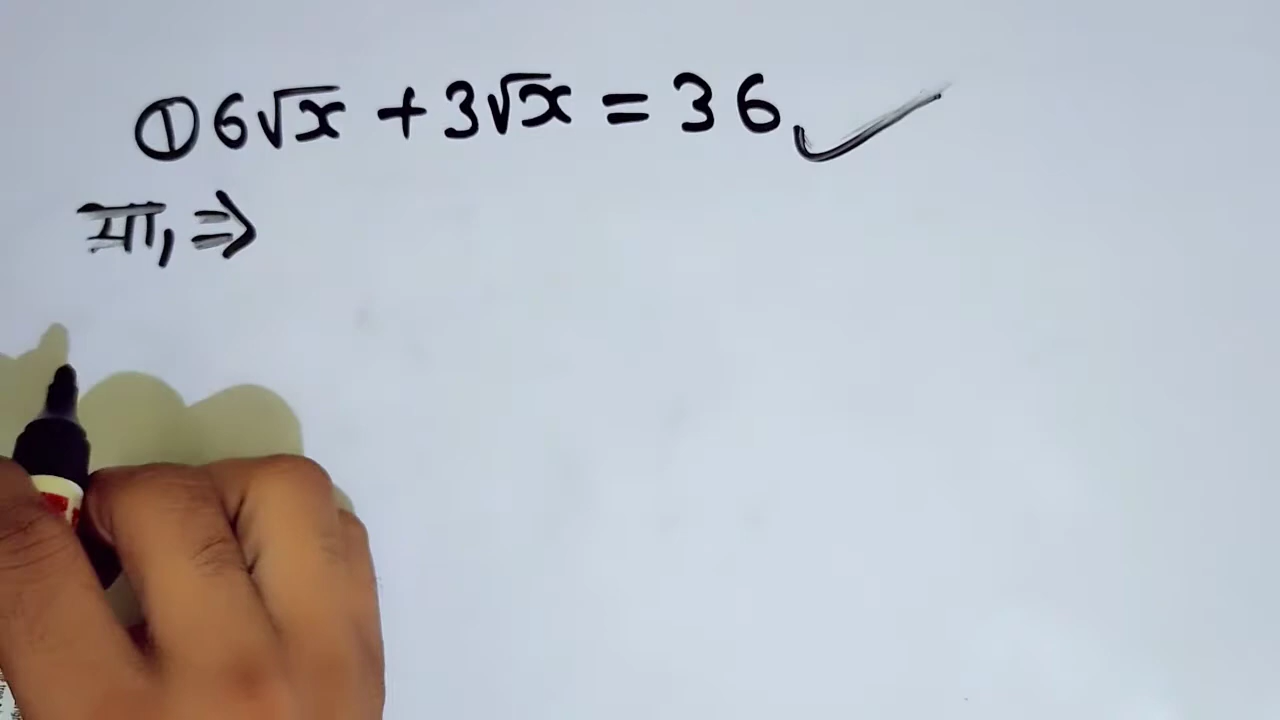 ① 6√x + 3√x = 36
या, ⇒